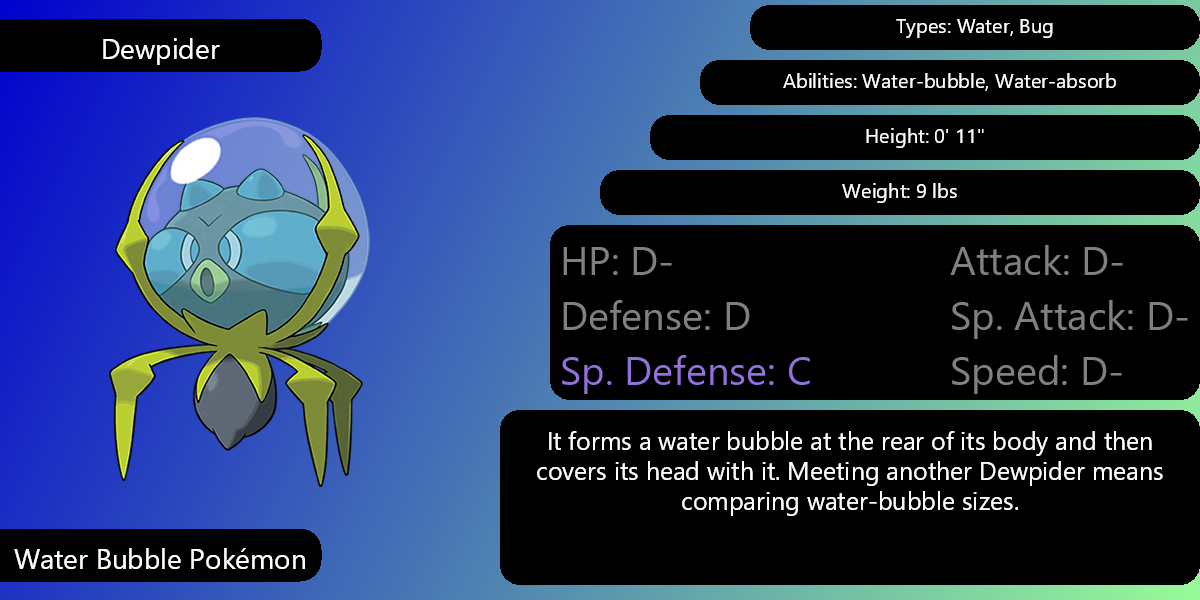 Dewpider
Types: Water, Bug
Abilities: Water-bubble, Water-absorb
Height: 0' 11"
Weight: 9 lbs
HP: D-
Attack: D-
Defense: D
Sp. Attack: D-
Sp. Defense: C
Speed: D-
It forms a water bubble at the rear of its body and then
covers its head with it. Meeting another Dewpider means
comparing water-bubble sizes.
Water Bubble Pokémon